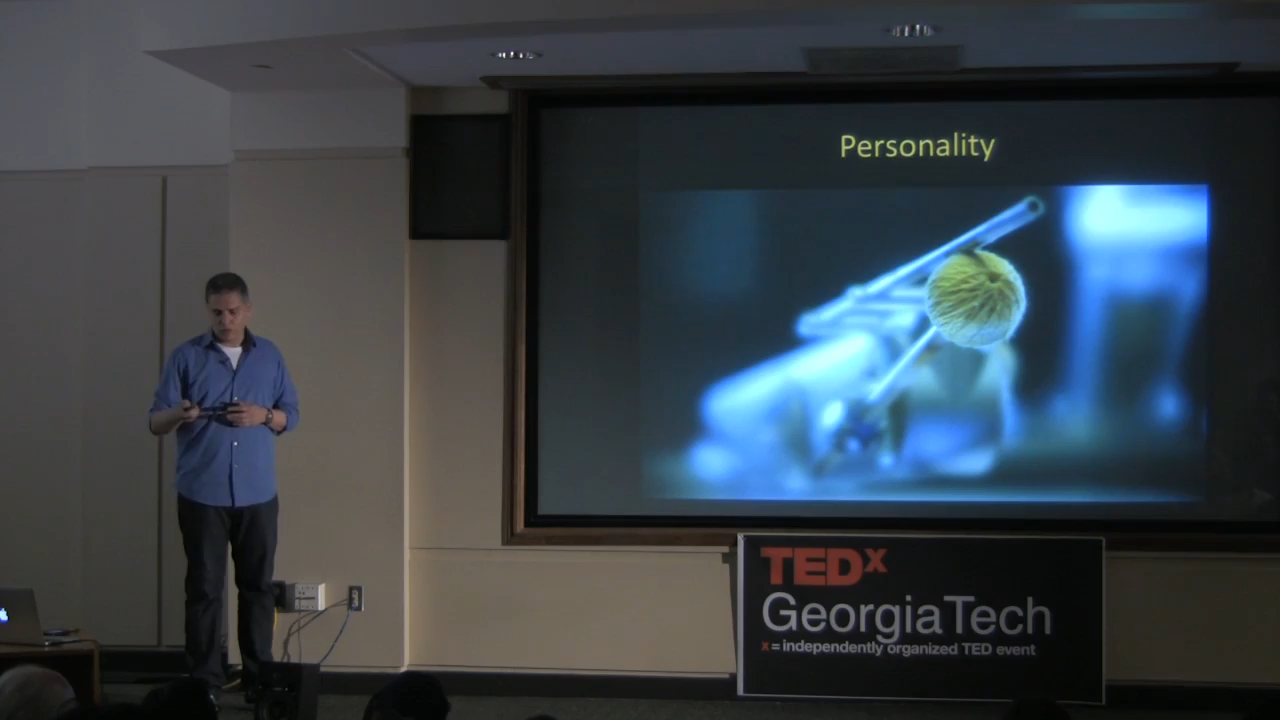 Personality
TEDx
GeorgiaTech
x = independently organized TED event